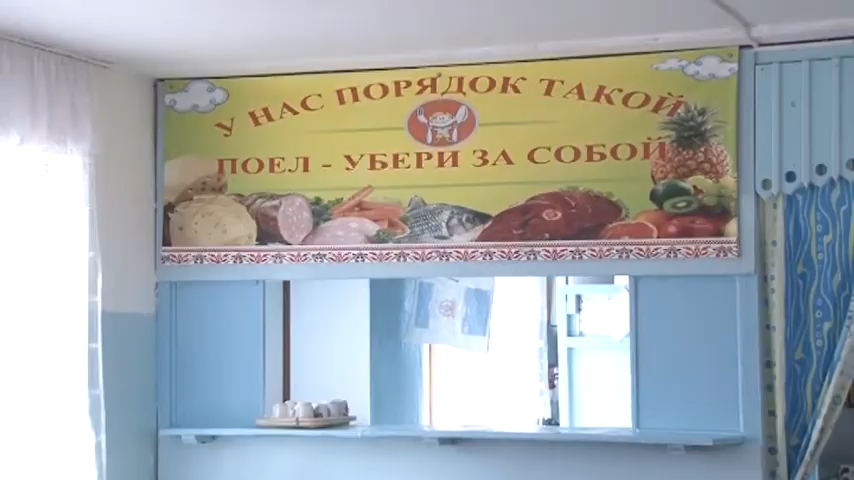 У НАС ПОРЯДОК ТАКОЙ
ПОЕЛ - УБЕРИ ЗА СОБОЙ